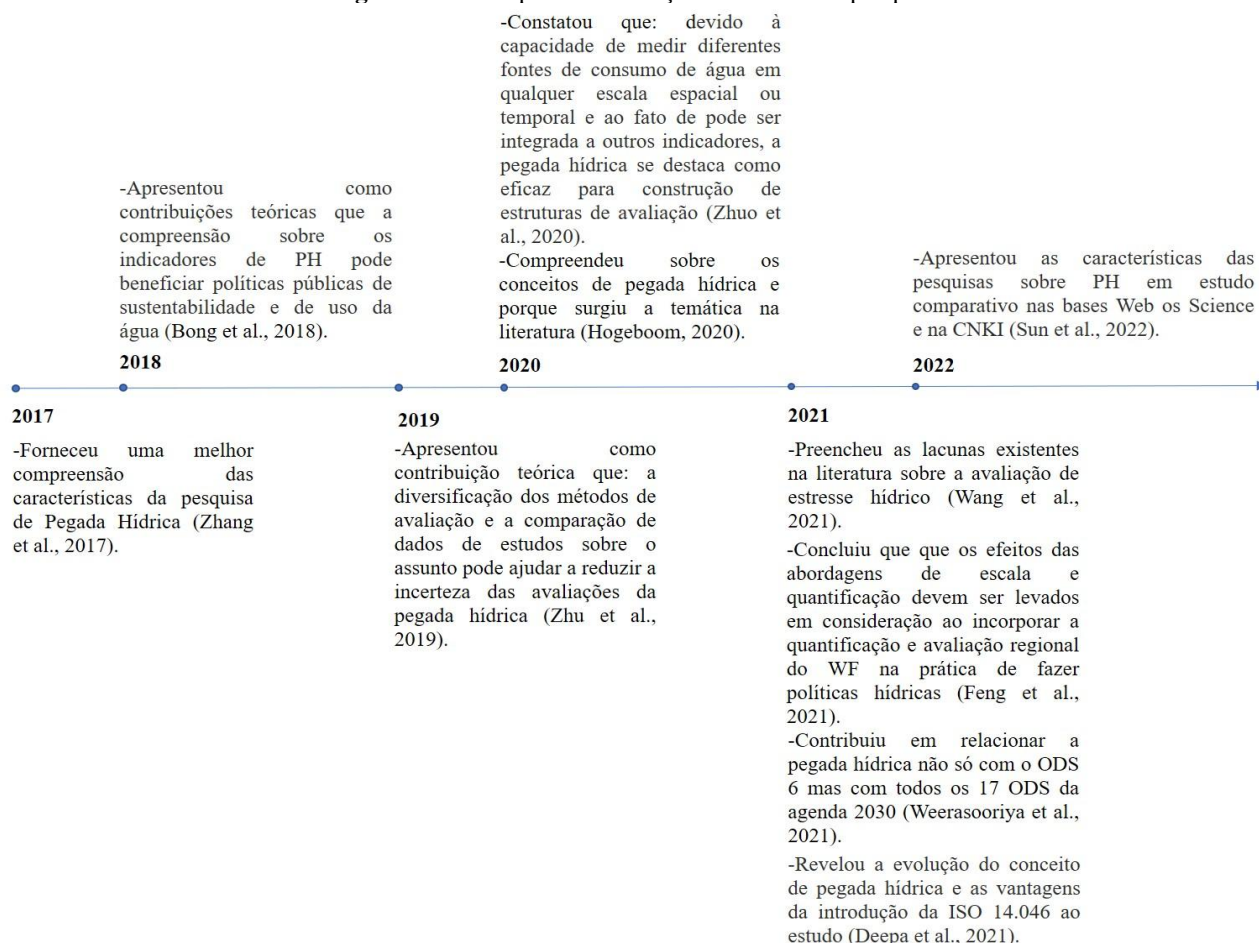 -Constatou que: devido à
capacidade de medir diferentes
fontes de consumo de água em
qualquer escala espacial ou
temporal e ao fato de pode ser
integrada a outros indicadores, a
pegada hídrica se destaca como
eficaz para construção de
estruturas de avaliação (Zhuo et
al., 2020).
-Compreendeu sobre os
conceitos de pegada hídrica e
porque surgiu a temática na
literatura (Hogeboom, 2020).
-Apresentou como
contribuições teóricas que a
compreensão sobre os
indicadores de PH pode
beneficiar políticas públicas de
sustentabilidade e de uso da
água (Bong et al., 2018).
-Apresentou as características das
pesquisas sobre PH em estudo
comparativo nas bases Web os Science
e na CNKI (Sun et al., 2022).
2018
2020
2022
2017
-Forneceu uma melhor
compreensão das
características da pesquisa
de Pegada Hídrica (Zhang
et al., 2017).
2019
-Apresentou como
contribuição teórica que: a
diversificação dos métodos de
avaliação e a comparação de
dados de estudos sobre o
assunto pode ajudar a reduzir a
incerteza das avaliações da
pegada hídrica (Zhu et al.,
2019).
2021
-Preencheu as lacunas existentes
na literatura sobre a avaliação de
estresse hídrico (Wang et al.,
2021).
-Concluiu que que os efeitos das
abordagens de escala e
quantificação devem ser levados
em consideração ao incorporar a
quantificação e avaliação regional
do WF na prática de fazer
políticas hídricas (Feng et al.,
2021).
-Contribuiu em relacionar a
pegada hídrica não só com o ODS
6 mas com todos os 17 ODS da
agenda 2030 (Weerasooriya et al.,
2021).
-Revelou a evolução do conceito
de pegada hídrica e as vantagens
da introdução da ISO 14.046 ao
estudo (Deepa et al., 2021).